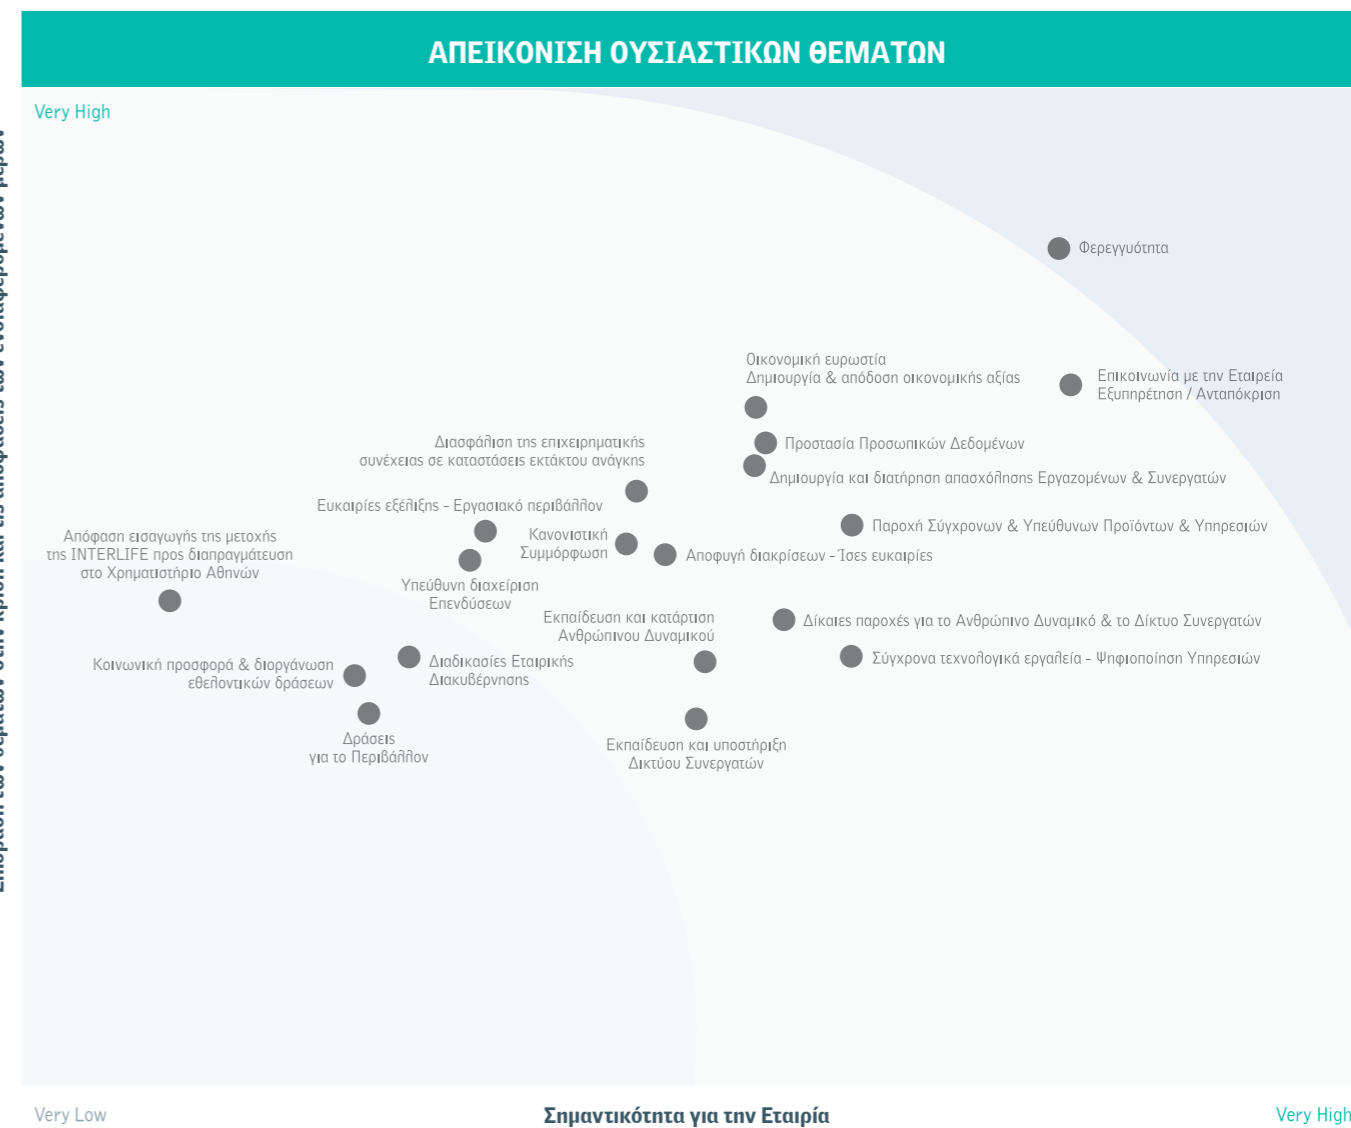 ΑΠΕΙΚΟΝΙΣΗ ΟΥΣΙΑΣΤΙΚΩΝ ΘΕΜΑΤΩΝ
Very High
Φερεγγυότητα
Οικονομική ευρωστία
Δημιουργία & απόδοση οικονομικής αξίας
Επικοινωνία με την Εταιρεία
Εξυπηρέτηση / Ανταπόκριση
Διασφάλιση της επιχειρηματικής
συνέχειας σε καταστάσεις εκτάκτου ανάγκης
Προστασία Προσωπικών Δεδομένων
Δημιουργία και διατήρηση απασχόλησης Εργαζομένων & Συνεργατών
Ευκαιρίες εξέλιξης - Εργασιακό περιβάλλον
Παροχή Σύγχρονων & Υπεύθυνων Προϊόντων & Υπηρεσιών
Κανονιστική
Συμμόρφωση
Απόφαση εισαγωγής της μετοχής
της INTERLIFE προς διαπραγμάτευση
στο Χρηματιστήριο Αθηνών
Αποφυγή διακρίσεων - Ίσες ευκαιρίες
Υπεύθυνη διαχείριση
Επενδύσεων
Εκπαίδευση και κατάρτιση
Ανθρώπινου Δυναμικού
Δίκαιες παροχές για το Ανθρώπινο Δυναμικό & το Δίκτυο Συνεργατών
Κοινωνική προσφορά & διοργάνωση
εθελοντικών δράσεων
Διαδικασίες Εταιρικής
Διακυβέρνησης
Σύγχρονα τεχνολογικά εργαλεία - Ψηφιοποίηση Υπηρεσιών
Δράσεις
για το Περιβάλλον
Εκπαίδευση και υποστήριξη
Δικτύου Συνεργατών
Very Low
Σημαντικότητα για την Εταιρία
Very High